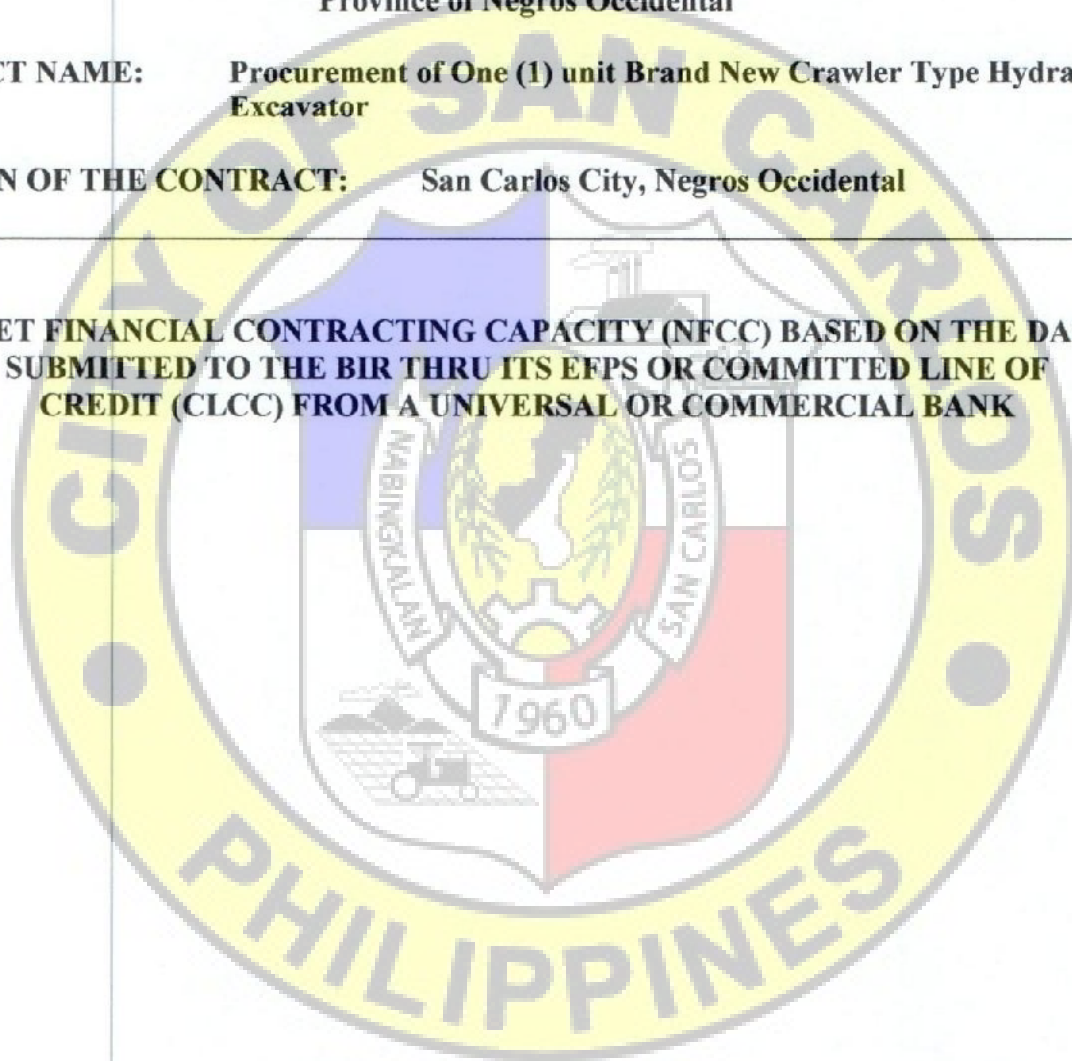 Province of Negros Occidental
CT NAME: Procurement of One (1) unit Brand New Crawler Type Hydra
Excavator
N OF THE CONTRACT: San Carlos City, Negros Occidental
ET FINANCIAL CONTRACTING CAPACITY (NFCC) BASED ON THE DA
SUBMITTED TO THE BIR THRU ITS EFPS OR COMMITTED LINE OF
CREDIT (CLCC) FROM A UNIVERSAL OR COMMERCIAL BANK
CITY OF SAN CARLOS
NABINGKALAN
SAN CARLOS
1960
PHILIPPINES